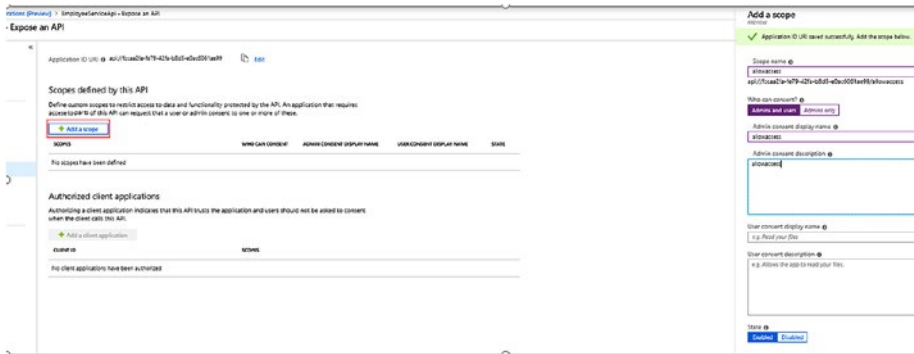 EmployeeServiceApi - Expose an API
- Expose an API
Application ID URI
Edit
Scopes defined by this API
Define custom scopes to restrict access to data and functionality protected by the API. An application that requires
access to parts of this API can request that a user or admin consent to one or more of these.
+ Add a scope
SCOPES WHO CAN CONSENT ADMIN CONSENT DISPLAY NAME USER CONSENT DISPLAY NAME STATE
No scopes have been defined
Authorized client applications
Authorizing a client application indicates that this API trusts the application and users should not be asked to consent
when the client calls this API.
+ Add a client application
CLIENT ID SCOPES
No client applications have been authorized
Add a scope
Application ID URI saved successfully. Add the scope below.
Scope name
allowaccess
Who can consent?
Admins and users Admins only
Admin consent display name
allowaccess
Admin consent description
allowaccess
User consent display name
e.g. Read your files
User consent description
e.g. Allows the app to read your files.
State
Enabled Disabled